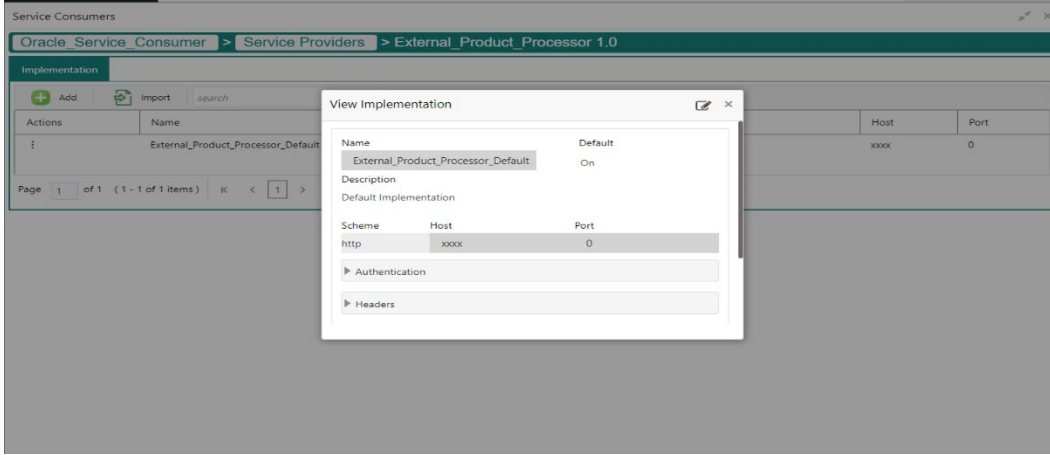 Service Consumers
Oracle_Service_Consumer > Service Providers > External_Product_Processor 1.0
Implementation
Add Import search
Actions Name Host Port
External_Product_Processor_Default xxxx 0
Page 1 of 1 (1 - 1 of 1 items) K < 1 >
View Implementation
Name Default
External_Product_Processor_Default On
Description
Default Implementation
Scheme Host Port
http xxxx 0
Authentication
Headers